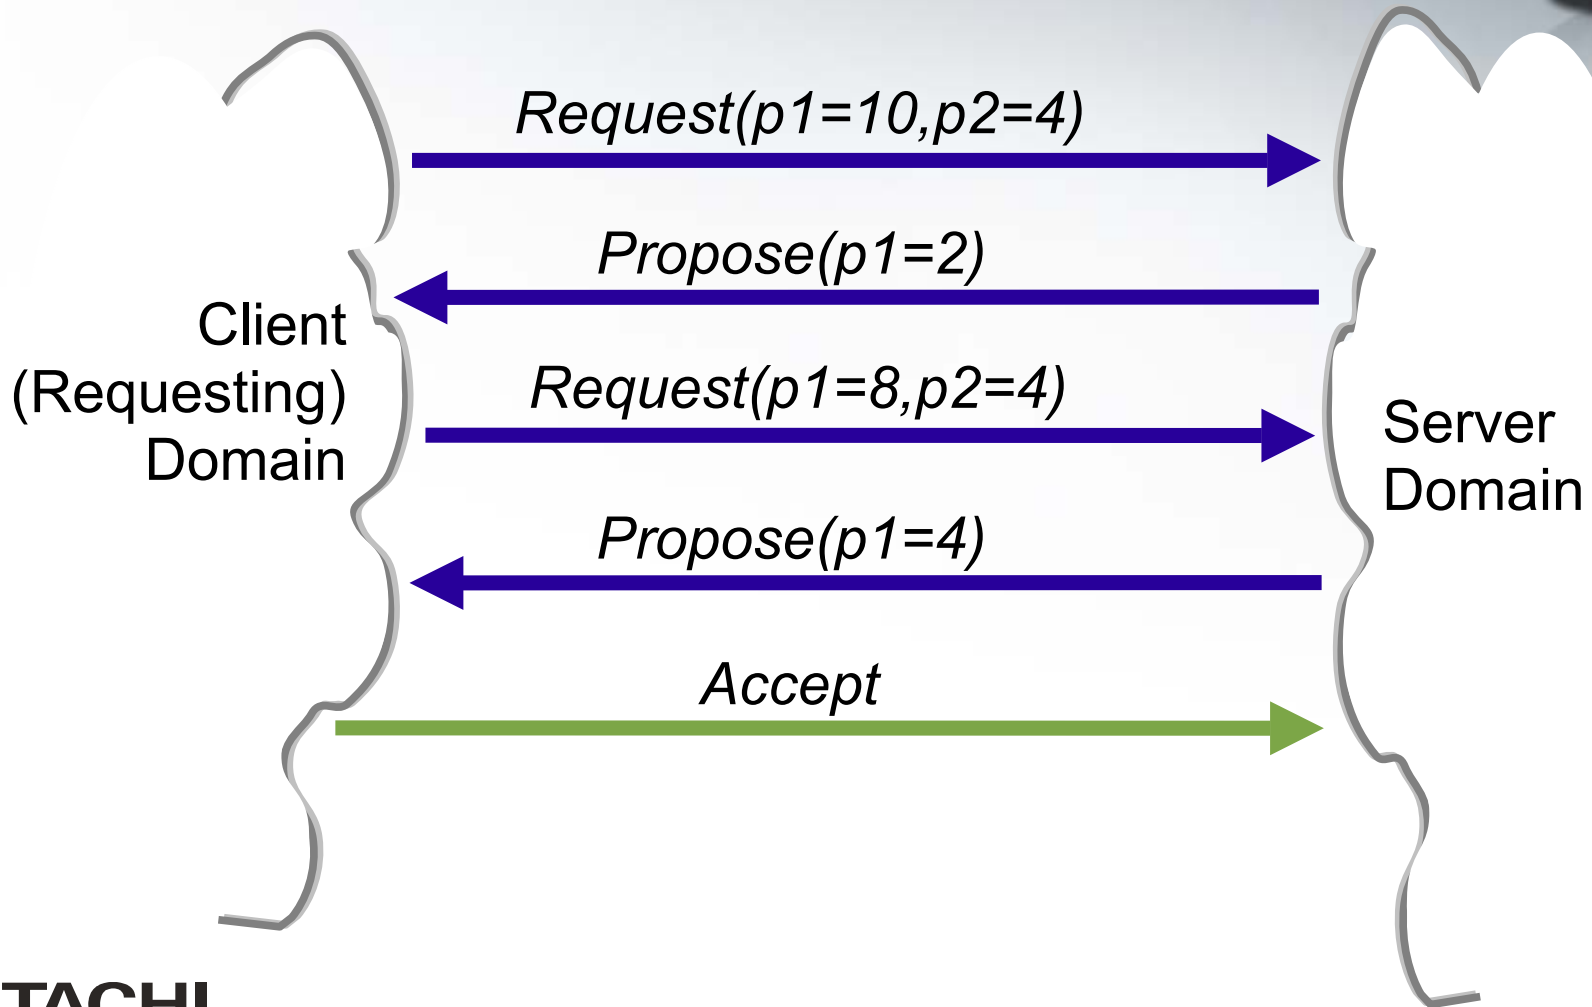 Request(p1=10,p2=4)
Propose(p1=2)
Client
(Requesting)
Domain
Request(p1=8,p2=4)
Server
Domain
Propose(p1=4)
Accept
TACHI